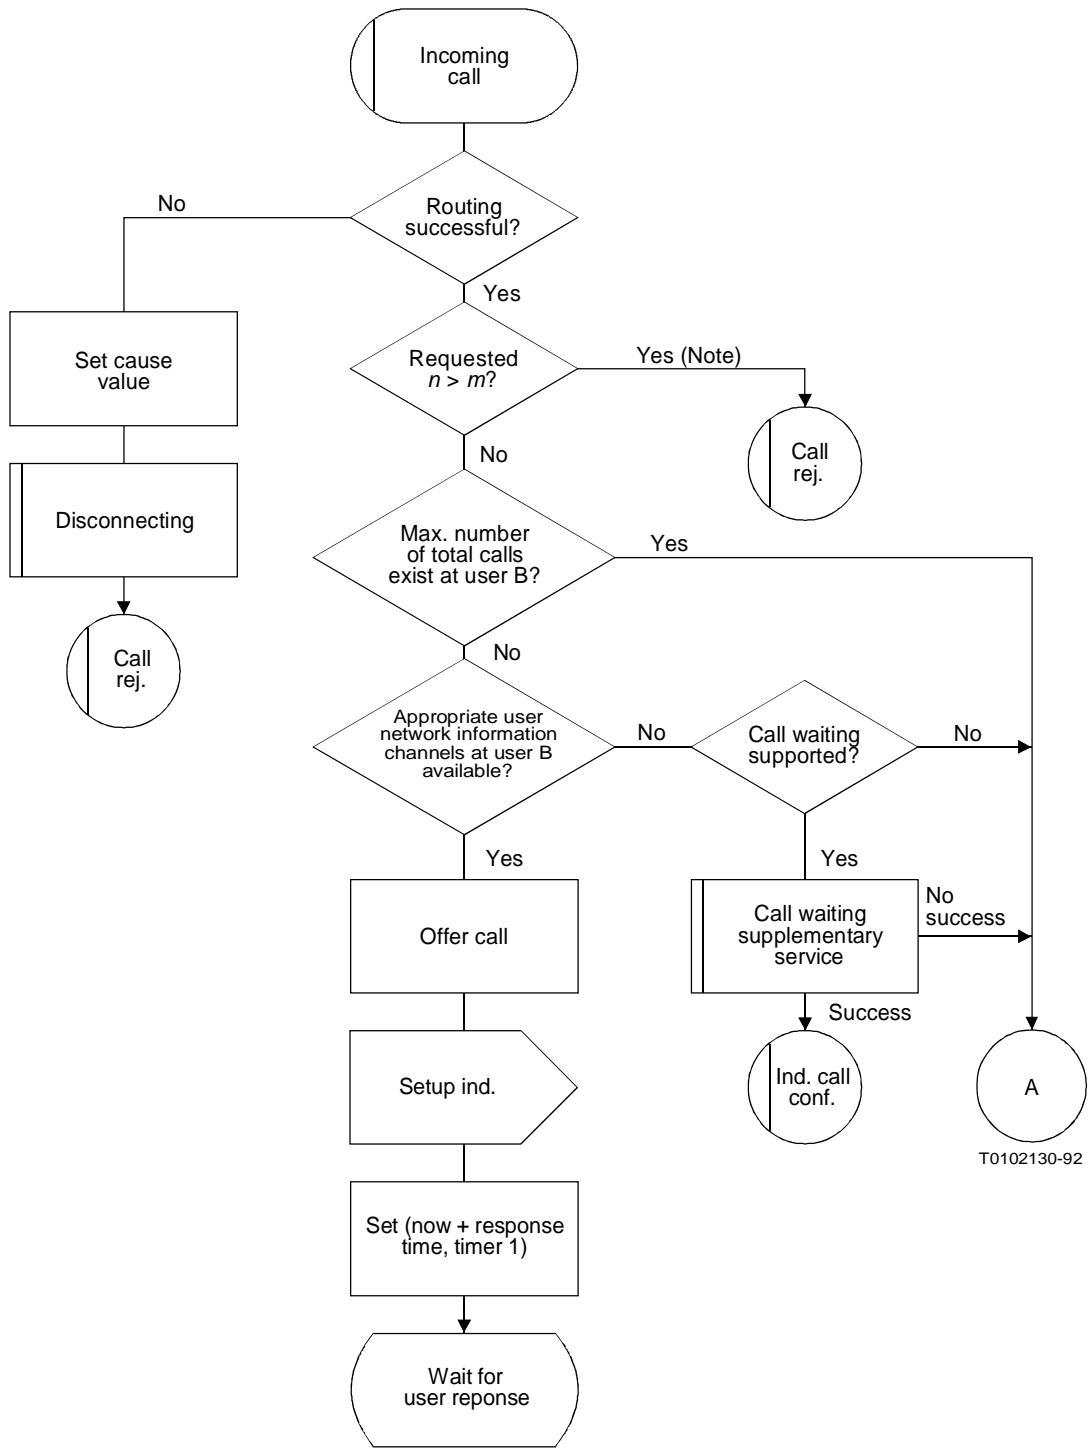 Incoming
call
Routing
successful?
No
Yes
Set cause
value
Requested
n > m?
Yes (Note)
Call
rej.
No
Disconnecting
Max. number
of total calls
exist at user B?
Yes
Call
rej.
No
Appropriate user
network information
channels at user B
available?
No
Call waiting
supported?
No
Yes
Yes
Offer call
Call waiting
supplementary
service
No
success
Success
Setup ind.
Ind. call
conf.
A
T0102130-92
Set (now + response
time, timer 1)
Wait for
user reponse